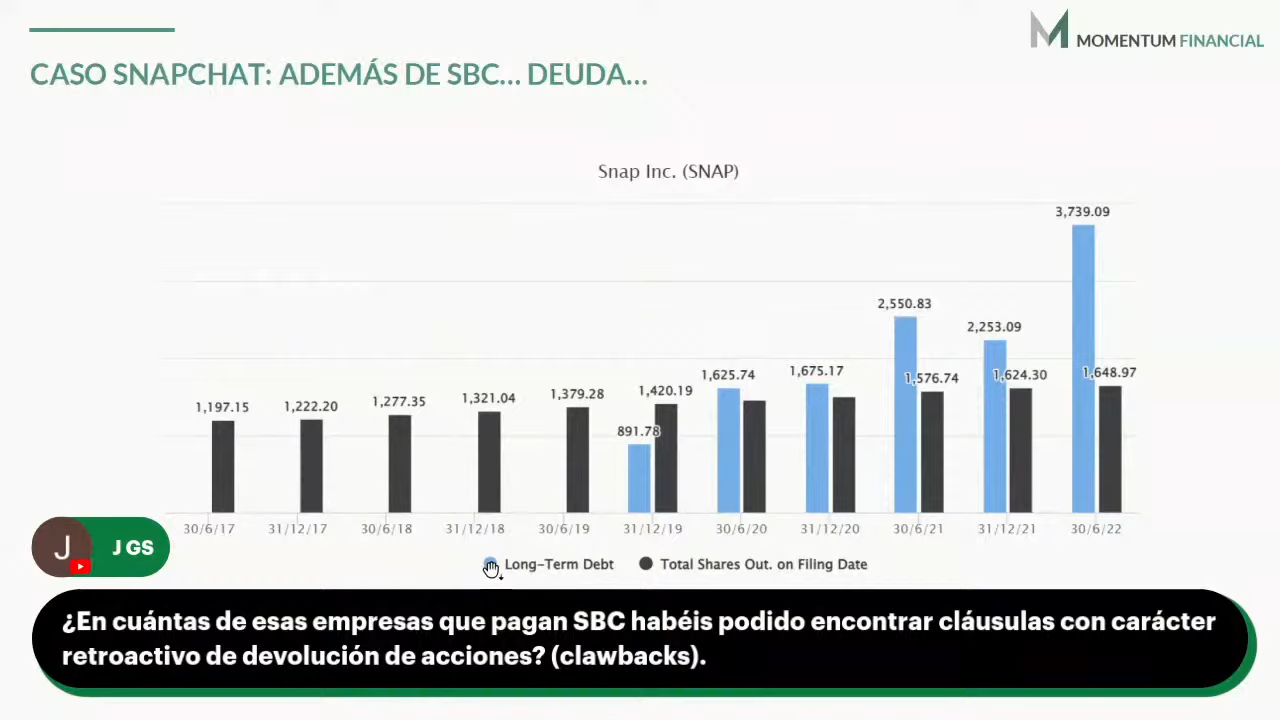 MOMENTUM FINANCIAL
CASO SNAPCHAT: ADEMÁS DE SBC... DEUDA...
Snap Inc. (SNAP)
3,739.09
2,550.83
2,253.09
1,625.74
1,675.17
1,576.74
1,624.30
1,648.97
1,197.15
1,222.20
1,277.35
1,321.04
1,379.28
1,420.19
891.78
30/6/17 31/12/17 30/6/18 31/12/18 30/6/19 31/12/19 30/6/20 31/12/20 30/6/21 31/12/21 30/6/22
Long-Term Debt Total Shares Out. on Filing Date
J J GS
¿En cuántas de esas empresas que pagan SBC habéis podido encontrar cláusulas con carácter
retroactivo de devolución de acciones? (clawbacks).